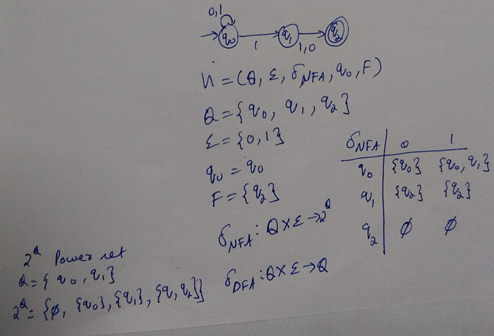 0,1
q0 1 q1 1,0 q2
N = (Q, Σ, δNFA, q0, F)
Q = {q0, q1, q2}
Σ = {0,1}
q0 = q0
F = {q2}
δNFA: Q×Σ→2^Q
δDFA: Q×Σ→Q
δNFA 0 1
q0 {q0} {q0, q1}
q1 {q2} {q2}
q2 ϕ ϕ
2^Q Power set
Q = {q0, q1}
2^Q = {ϕ, {q0}, {q1}, {q, q2}}